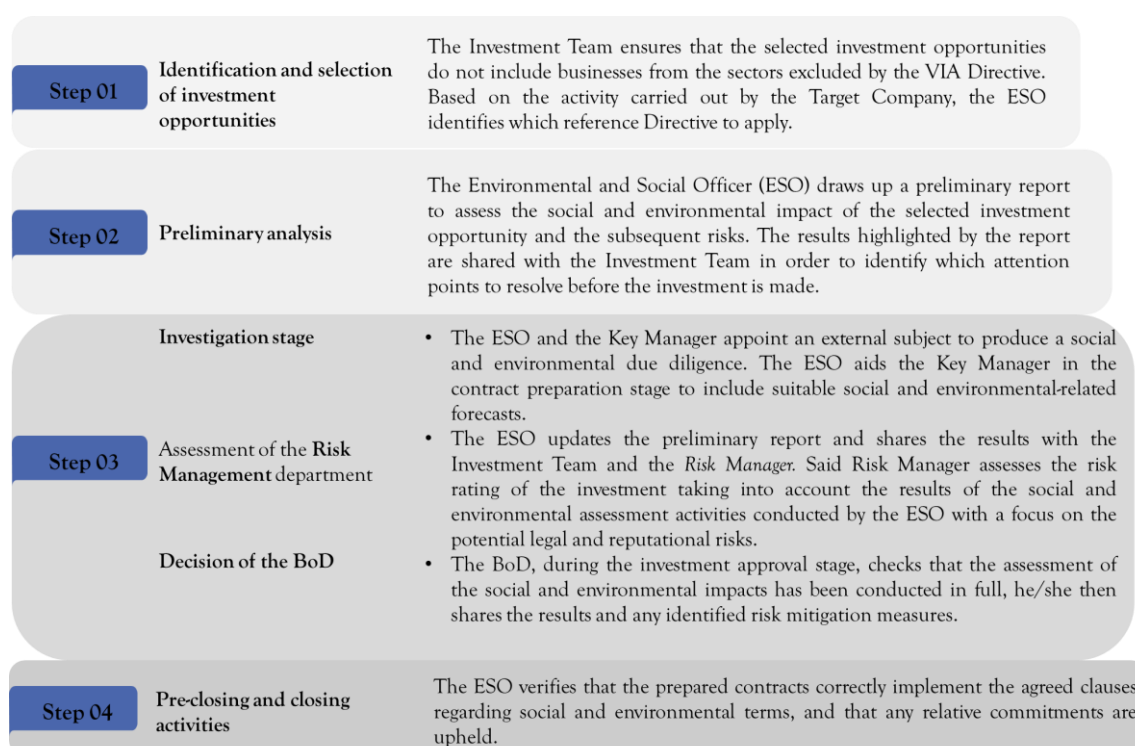 Step 01
Identification and selection
of investment
opportunities
The Investment Team ensures that the selected investment opportunities
do not include businesses from the sectors excluded by the VIA Directive.
Based on the activity carried out by the Target Company, the ESO
identifies which reference Directive to apply.
Step 02
Preliminary analysis
The Environmental and Social Officer (ESO) draws up a preliminary report
to assess the social and environmental impact of the selected investment
opportunity and the subsequent risks. The results highlighted by the report
are shared with the Investment Team in order to identify which attention
points to resolve before the investment is made.
Step 03
Investigation stage
• The ESO and the Key Manager appoint an external subject to produce a social
and environmental due diligence. The ESO aids the Key Manager in the
contract preparation stage to include suitable social and environmental-related
forecasts.
Assessment of the Risk
Management department
• The ESO updates the preliminary report and shares the results with the
Investment Team and the Risk Manager. Said Risk Manager assesses the risk
rating of the investment taking into account the results of the social and
environmental assessment activities conducted by the ESO with a focus on the
potential legal and reputational risks.
Decision of the BoD
• The BoD, during the investment approval stage, checks that the assessment of
the social and environmental impacts has been conducted in full, he/she then
shares the results and any identified risk mitigation measures.
Step 04
Pre-closing and closing
activities
The ESO verifies that the prepared contracts correctly implement the agreed clauses
regarding social and environmental terms, and that any relative commitments are
upheld.